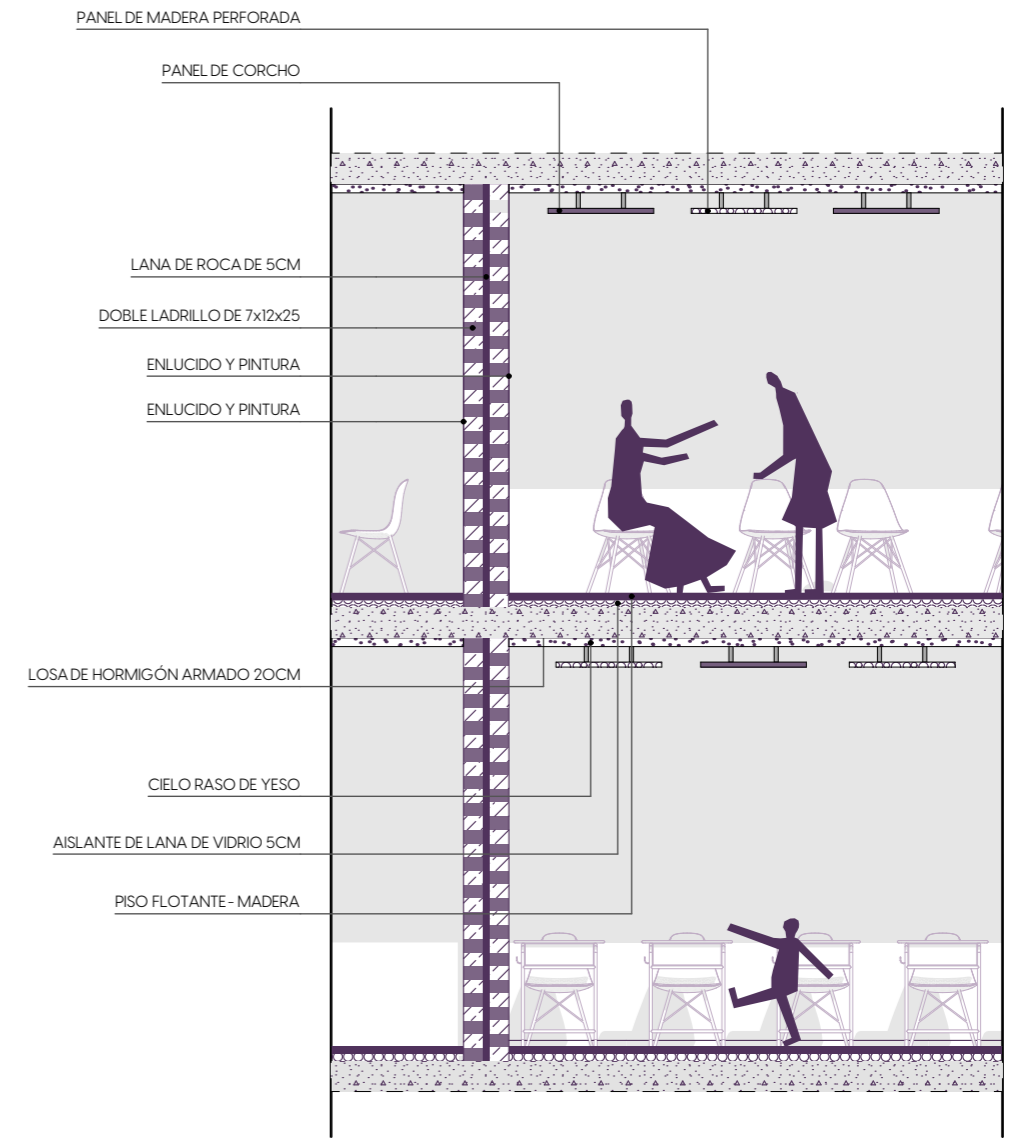 PANEL DE MADERA PERFORADA
PANEL DE CORCHO
LANA DE ROCA DE 5CM
DOBLE LADRILLO DE 7x12x25
ENLUCIDO Y PINTURA
ENLUCIDO Y PINTURA
LOSA DE HORMIGÓN ARMADO 20CM
CIELO RASO DE YESO
AISLANTE DE LANA DE VIDRIO 5CM
PISO FLOTANTE - MADERA